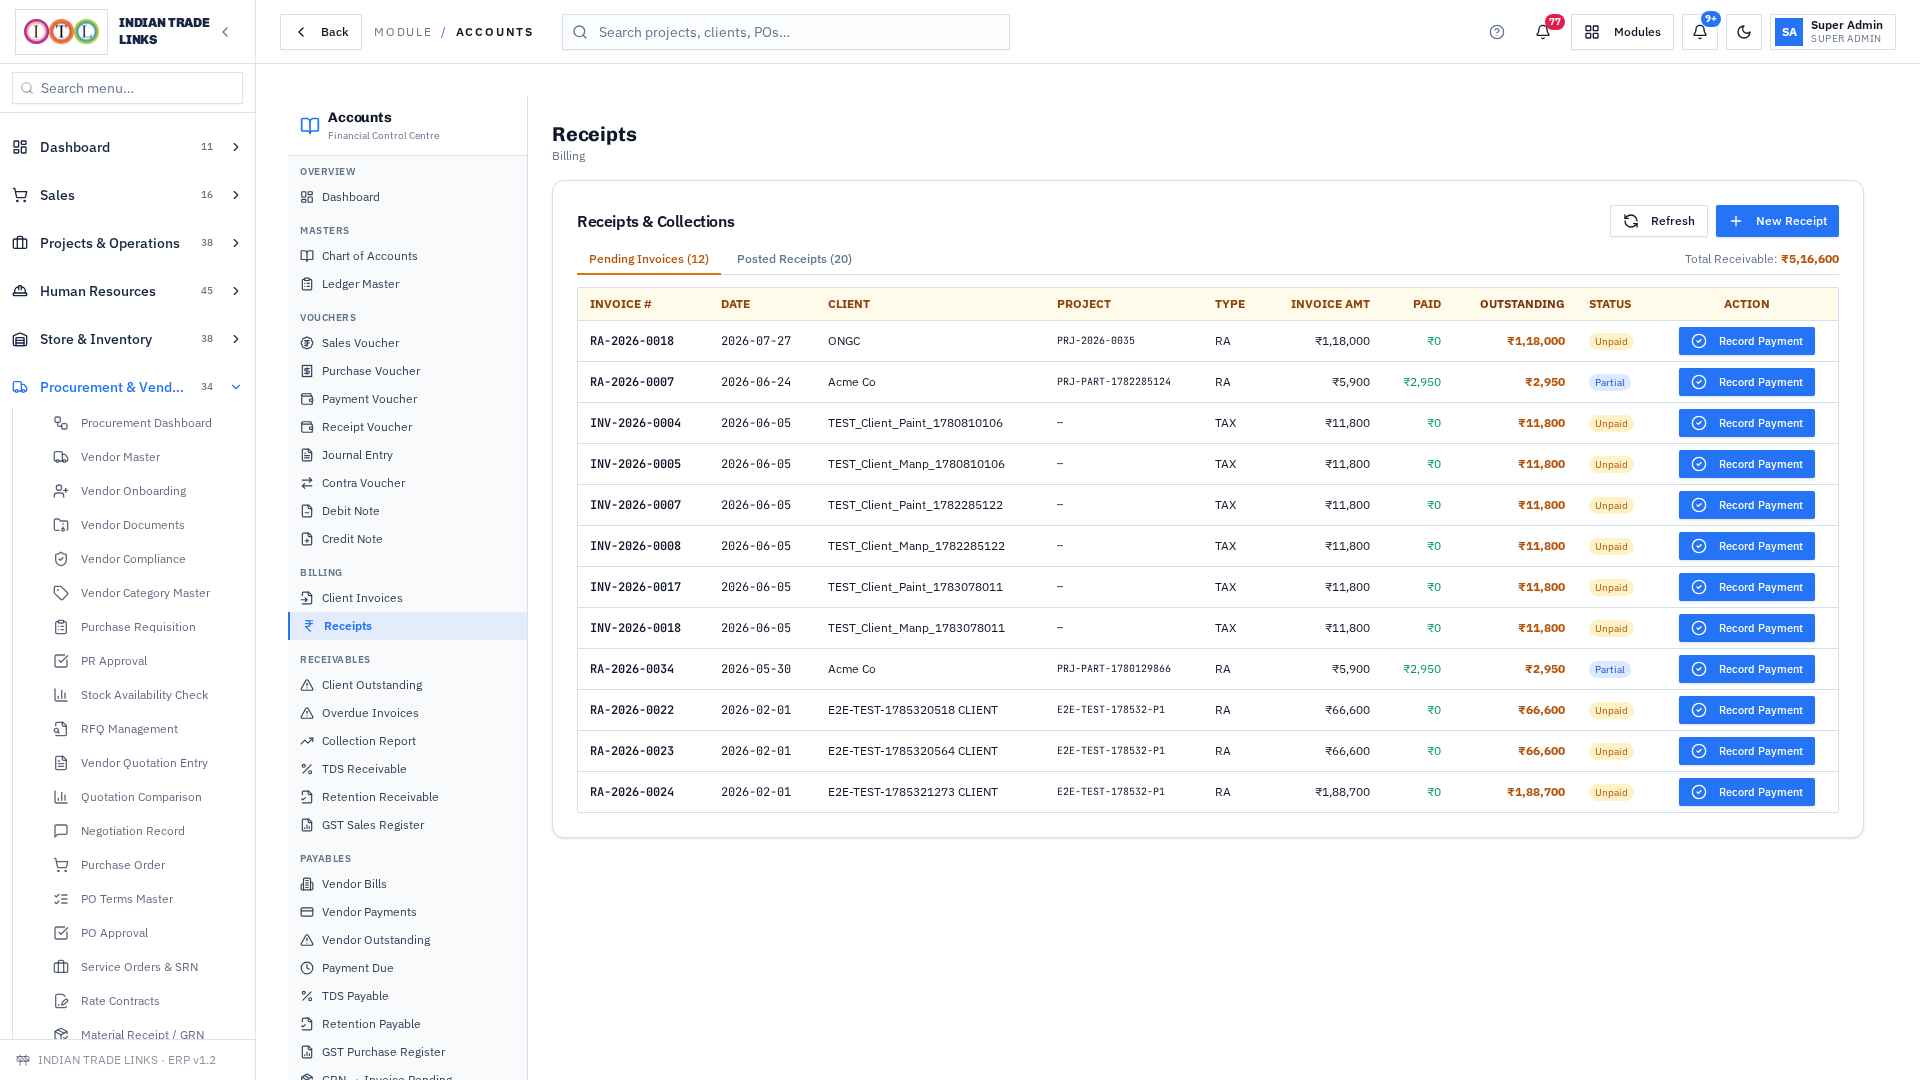 ITL
INDIAN TRADE
LINKS
Back
MODULE / ACCOUNTS
Search projects, clients, POs...
77
Modules
9+
SA
Super Admin
SUPER ADMIN
Search menu...
Dashboard 11
Sales 16
Projects & Operations 38
Human Resources 45
Store & Inventory 38
Procurement & Vend... 34
Procurement Dashboard
Vendor Master
Vendor Onboarding
Vendor Documents
Vendor Compliance
Vendor Category Master
Purchase Requisition
PR Approval
Stock Availability Check
RFQ Management
Vendor Quotation Entry
Quotation Comparison
Negotiation Record
Purchase Order
PO Terms Master
PO Approval
Service Orders & SRN
Rate Contracts
Material Receipt / GRN
INDIAN TRADE LINKS · ERP v1.2
Accounts
Financial Control Centre
OVERVIEW
Dashboard
MASTERS
Chart of Accounts
Ledger Master
VOUCHERS
Sales Voucher
Purchase Voucher
Payment Voucher
Receipt Voucher
Journal Entry
Contra Voucher
Debit Note
Credit Note
BILLING
Client Invoices
Receipts
RECEIVABLES
Client Outstanding
Overdue Invoices
Collection Report
TDS Receivable
Retention Receivable
GST Sales Register
PAYABLES
Vendor Bills
Vendor Payments
Vendor Outstanding
Payment Due
TDS Payable
Retention Payable
GST Purchase Register
Receipts
Billing
Receipts & Collections
Refresh
New Receipt
Pending Invoices (12) Posted Receipts (20) Total Receivable: ₹5,16,600
INVOICE # DATE CLIENT PROJECT TYPE INVOICE AMT PAID OUTSTANDING STATUS ACTION
RA-2026-0018 2026-07-27 ONGC PRJ-2026-0035 RA ₹1,18,000 ₹0 ₹1,18,000 Unpaid Record Payment
RA-2026-0007 2026-06-24 Acme Co PRJ-PART-1782285124 RA ₹5,900 ₹2,950 ₹2,950 Partial Record Payment
INV-2026-0004 2026-06-05 TEST_Client_Paint_1780810106 — TAX ₹11,800 ₹0 ₹11,800 Unpaid Record Payment
INV-2026-0005 2026-06-05 TEST_Client_Manp_1780810106 — TAX ₹11,800 ₹0 ₹11,800 Unpaid Record Payment
INV-2026-0007 2026-06-05 TEST_Client_Paint_1782285122 — TAX ₹11,800 ₹0 ₹11,800 Unpaid Record Payment
INV-2026-0008 2026-06-05 TEST_Client_Manp_1782285122 — TAX ₹11,800 ₹0 ₹11,800 Unpaid Record Payment
INV-2026-0017 2026-06-05 TEST_Client_Paint_1783078011 — TAX ₹11,800 ₹0 ₹11,800 Unpaid Record Payment
INV-2026-0018 2026-06-05 TEST_Client_Manp_1783078011 — TAX ₹11,800 ₹0 ₹11,800 Unpaid Record Payment
RA-2026-0034 2026-05-30 Acme Co PRJ-PART-1780129866 RA ₹5,900 ₹2,950 ₹2,950 Partial Record Payment
RA-2026-0022 2026-02-01 E2E-TEST-1785320518 CLIENT E2E-TEST-178532-P1 RA ₹66,600 ₹0 ₹66,600 Unpaid Record Payment
RA-2026-0023 2026-02-01 E2E-TEST-1785320564 CLIENT E2E-TEST-178532-P1 RA ₹66,600 ₹0 ₹66,600 Unpaid Record Payment
RA-2026-0024 2026-02-01 E2E-TEST-1785321273 CLIENT E2E-TEST-178532-P1 RA ₹1,88,700 ₹0 ₹1,88,700 Unpaid Record Payment